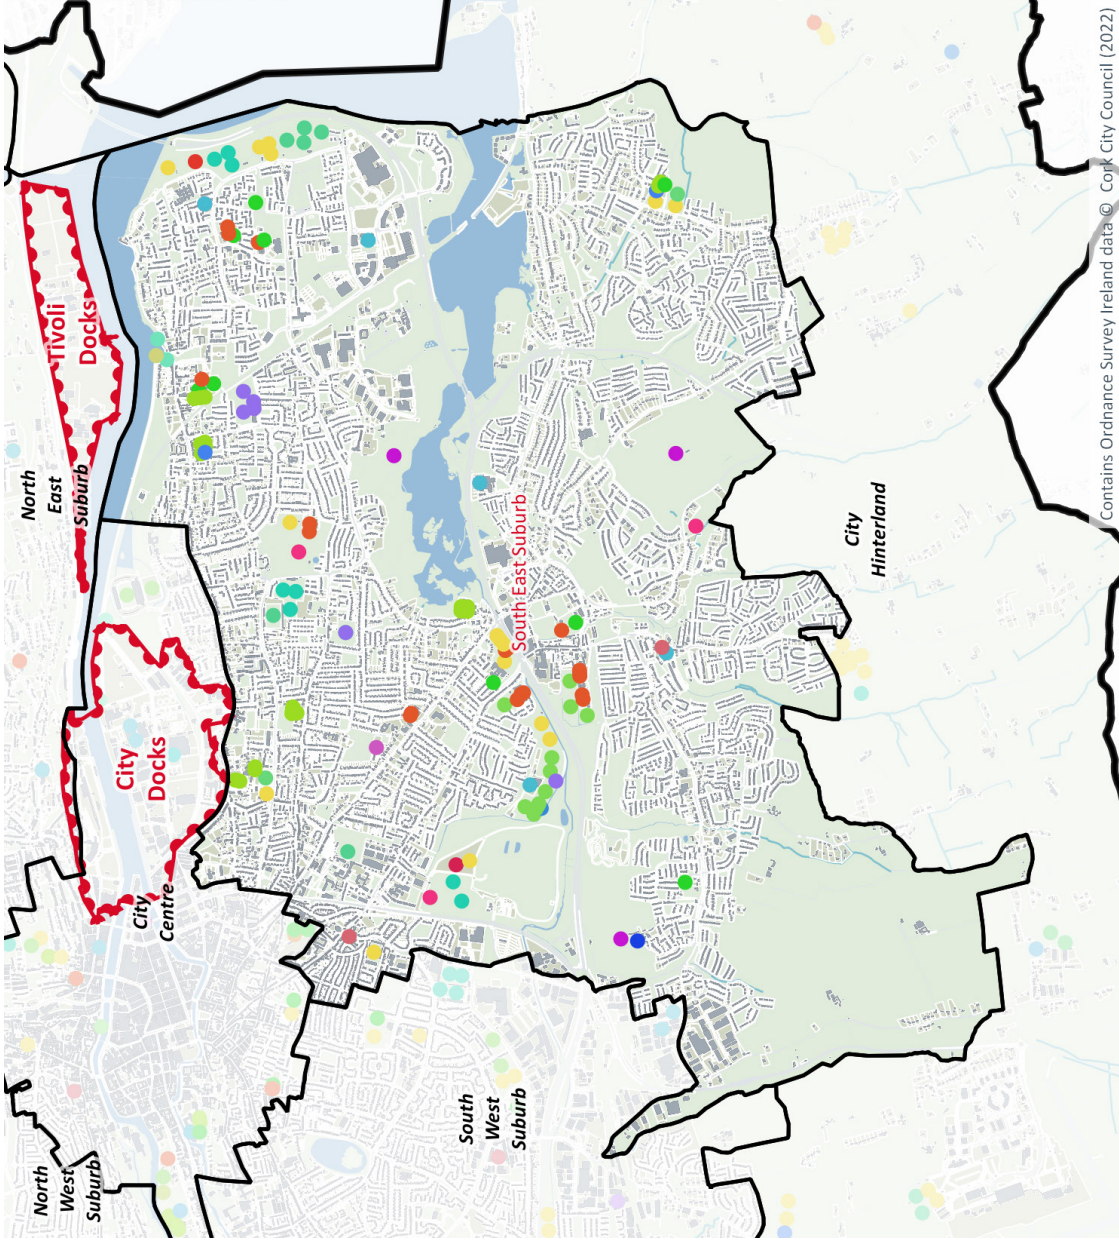 North
East
Suburb
Tivoli
Docks
City
Docks
City
Centre
North
West
Suburb
South
West
Suburb
South East Suburb
City
Hinterland
Contains Ordnance Survey Ireland data © Cork City Council (2022)